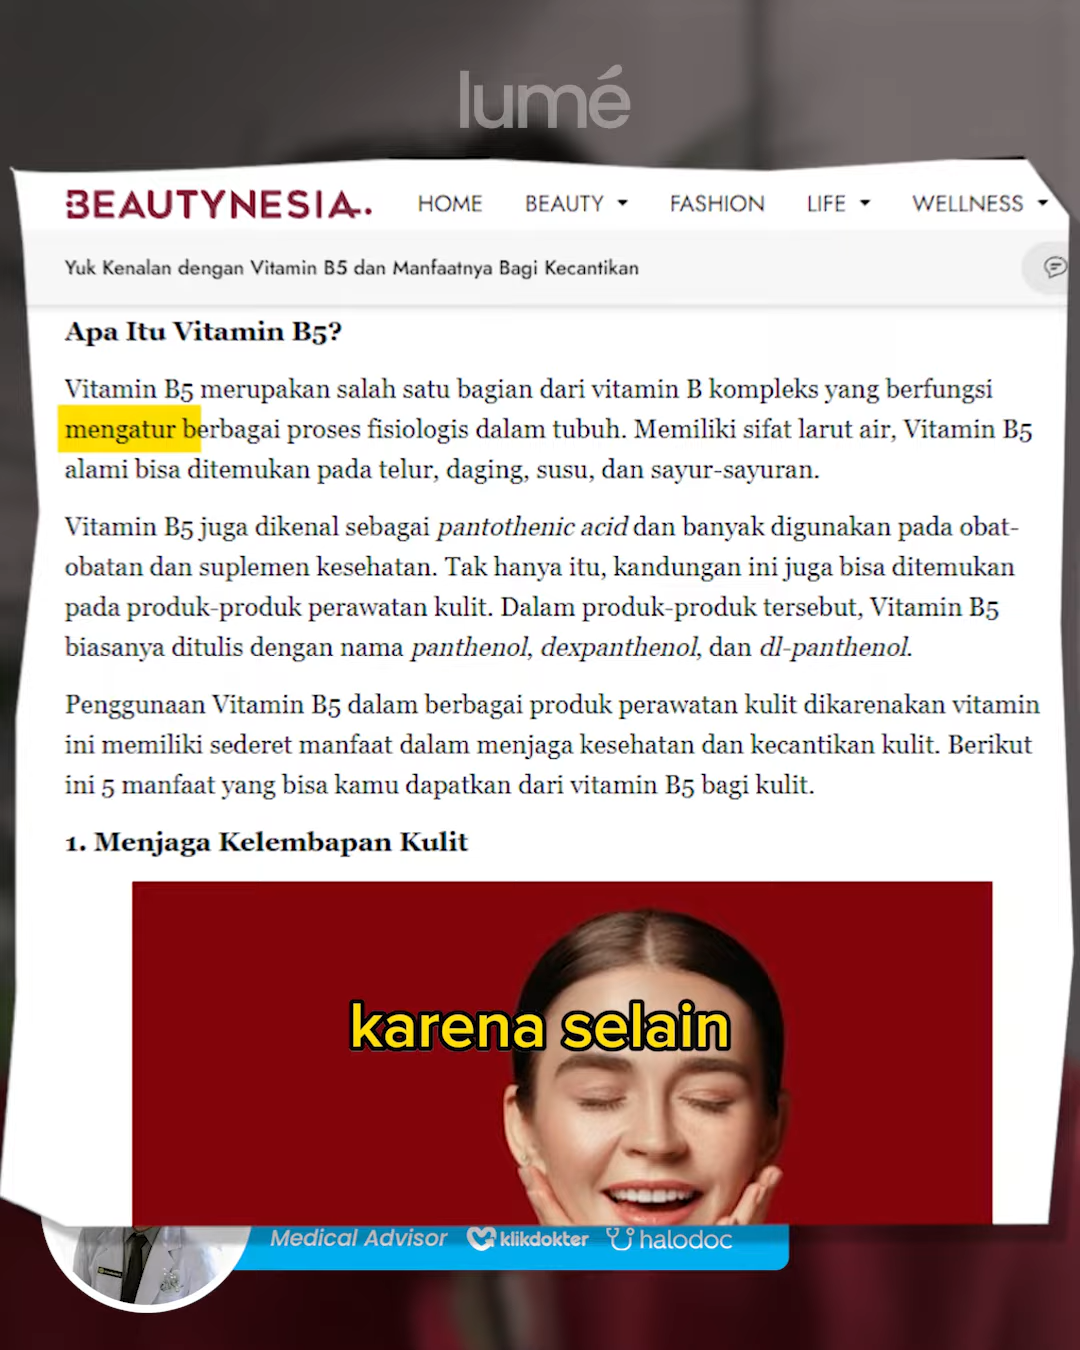 lumé
BEAUTYNESIA..
HOME BEAUTY FASHION LIFE WELLNESS
Yuk Kenalan dengan Vitamin B5 dan Manfaatnya Bagi Kecantikan
Apa Itu Vitamin B5?
Vitamin B5 merupakan salah satu bagian dari vitamin B kompleks yang berfungsi
mengatur berbagai proses fisiologis dalam tubuh. Memiliki sifat larut air, Vitamin B5
alami bisa ditemukan pada telur, daging, susu, dan sayur-sayuran.
Vitamin B5 juga dikenal sebagai pantothenic acid dan banyak digunakan pada obat-
obatan dan suplemen kesehatan. Tak hanya itu, kandungan ini juga bisa ditemukan
pada produk-produk perawatan kulit. Dalam produk-produk tersebut, Vitamin B5
biasanya ditulis dengan nama panthenol, dexpanthenol, dan dl-panthenol.
Penggunaan Vitamin B5 dalam berbagai produk perawatan kulit dikarenakan vitamin
ini memiliki sederet manfaat dalam menjaga kesehatan dan kecantikan kulit. Berikut
ini 5 manfaat yang bisa kamu dapatkan dari vitamin B5 bagi kulit.
1. Menjaga Kelembapan Kulit
karena selain
Medical Advisor klikdokter halodoc